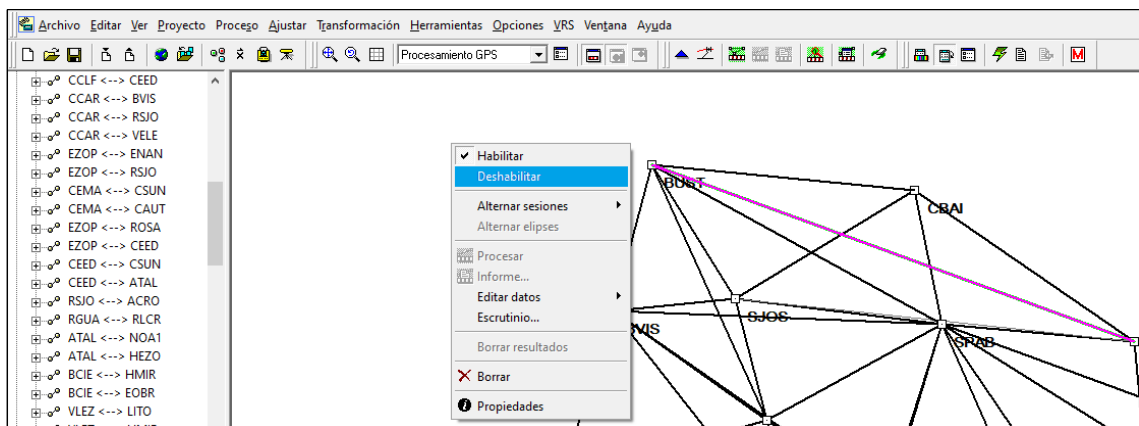 Archivo Editar Ver Proyecto Proceso Ajustar Transformación Herramientas Opciones VRS Ventana Ayuda
Procesamiento GPS
M
CCLF <--> CEED
CCAR <--> BVIS
CCAR <--> RSJO
CCAR <--> VELE
EZOP <--> ENAN
EZOP <--> RSJO
CEMA <--> CSUN
CEMA <--> CAUT
EZOP <--> ROSA
EZOP <--> CEED
CEED <--> CSUN
CEED <--> ATAL
RSJO <--> ACRO
RGUA <--> RLCR
ATAL <--> NOA1
ATAL <--> HEZO
BCIE <--> HMIR
BCIE <--> EOBR
VLEZ <--> LITO
Habilitar
Deshabilitar
Alternar sesiones
Alternar elipses
Procesar
Informe...
Editar datos
Escrutinio...
Borrar resultados
Borrar
Propiedades
BUST
CBAI
SJOS
VIS
SPAB